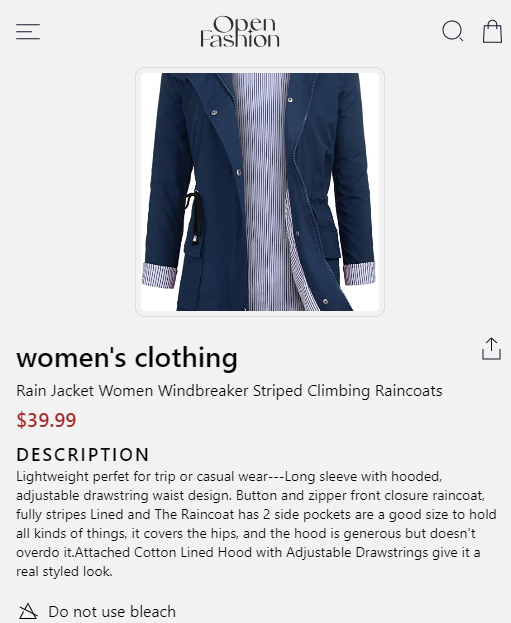 Open
Fashion
women's clothing
Rain Jacket Women Windbreaker Striped Climbing Raincoats
$39.99
DESCRIPTION
Lightweight perfet for trip or casual wear---Long sleeve with hooded,
adjustable drawstring waist design. Button and zipper front closure raincoat,
fully stripes Lined and The Raincoat has 2 side pockets are a good size to hold
all kinds of things, it covers the hips, and the hood is generous but doesn't
overdo it.Attached Cotton Lined Hood with Adjustable Drawstrings give it a
real styled look.
Do not use bleach